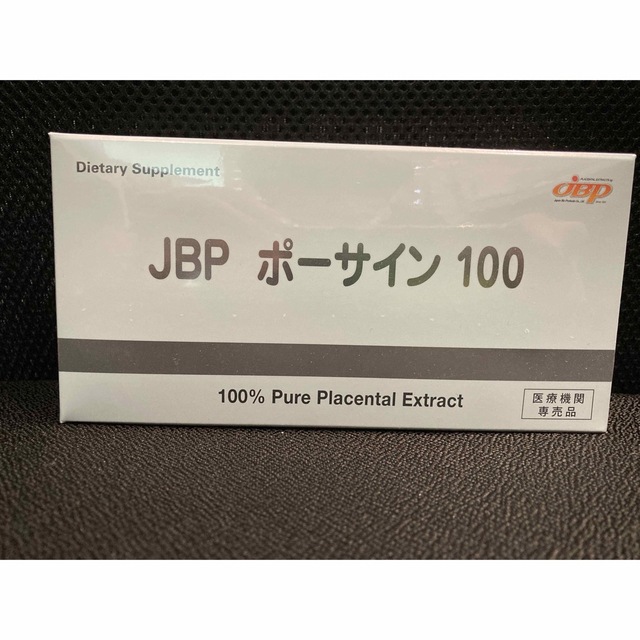 Dietary Supplement
JBP
JBP ポーサイン 100
100% Pure Placental Extract
医療機関
専売品